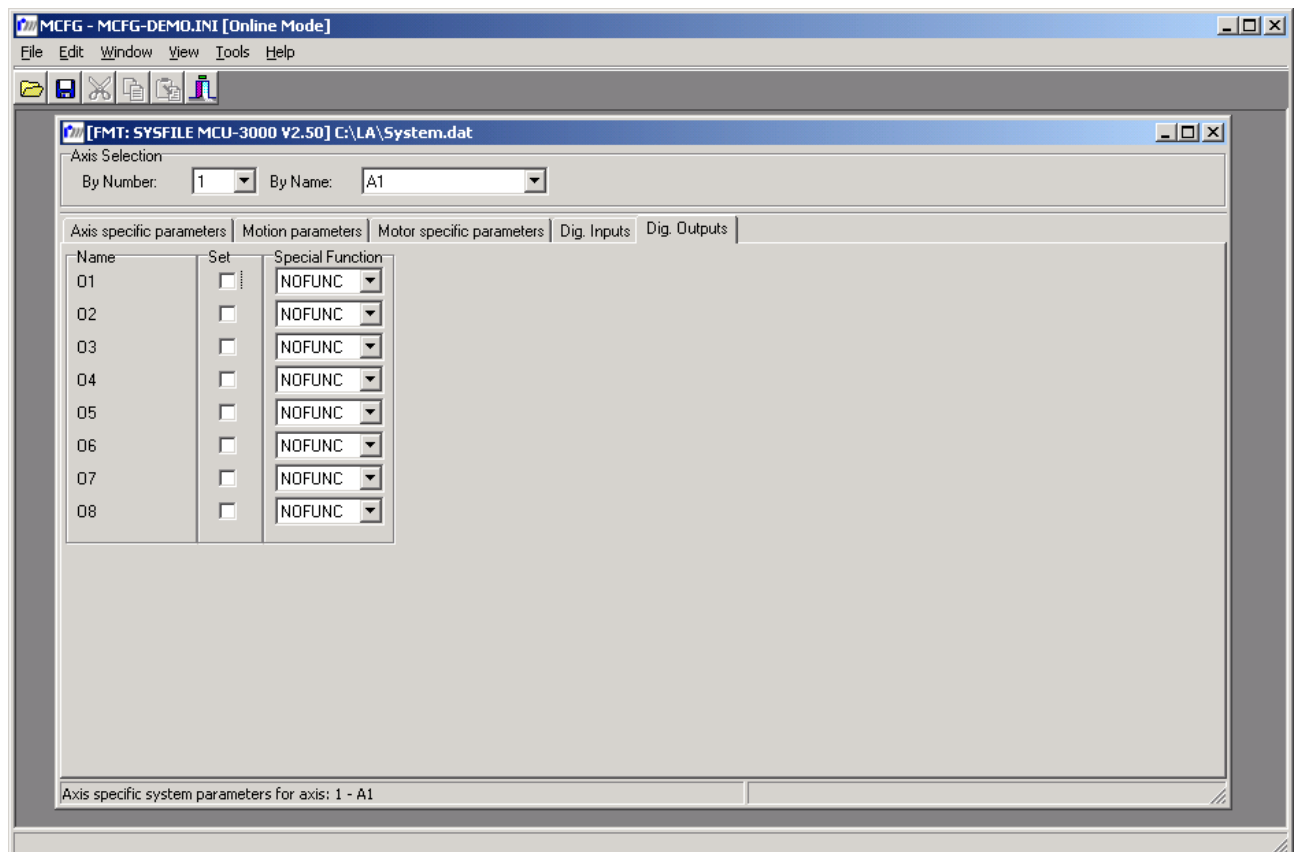 MCFG - MCFG-DEMO.INI [Online Mode]
File Edit Window View Tools Help
[FMT: SYSFILE MCU-3000 V2.50] C:\LA\System.dat
Axis Selection
By Number: 1 By Name: A1
Axis specific parameters Motion parameters Motor specific parameters Dig. Inputs Dig. Outputs
Name Set Special Function
O1 NOFUNC
O2 NOFUNC
O3 NOFUNC
O4 NOFUNC
O5 NOFUNC
O6 NOFUNC
O7 NOFUNC
O8 NOFUNC
Axis specific system parameters for axis: 1 - A1